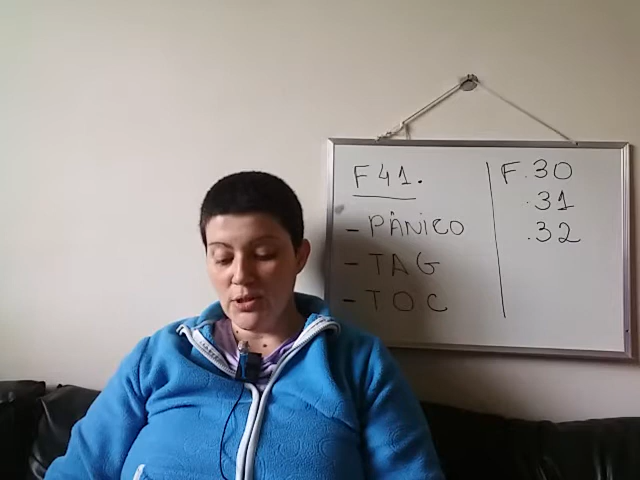 F41.
- PÂNICO
- TAG
- TOC
F.30
.31
.32